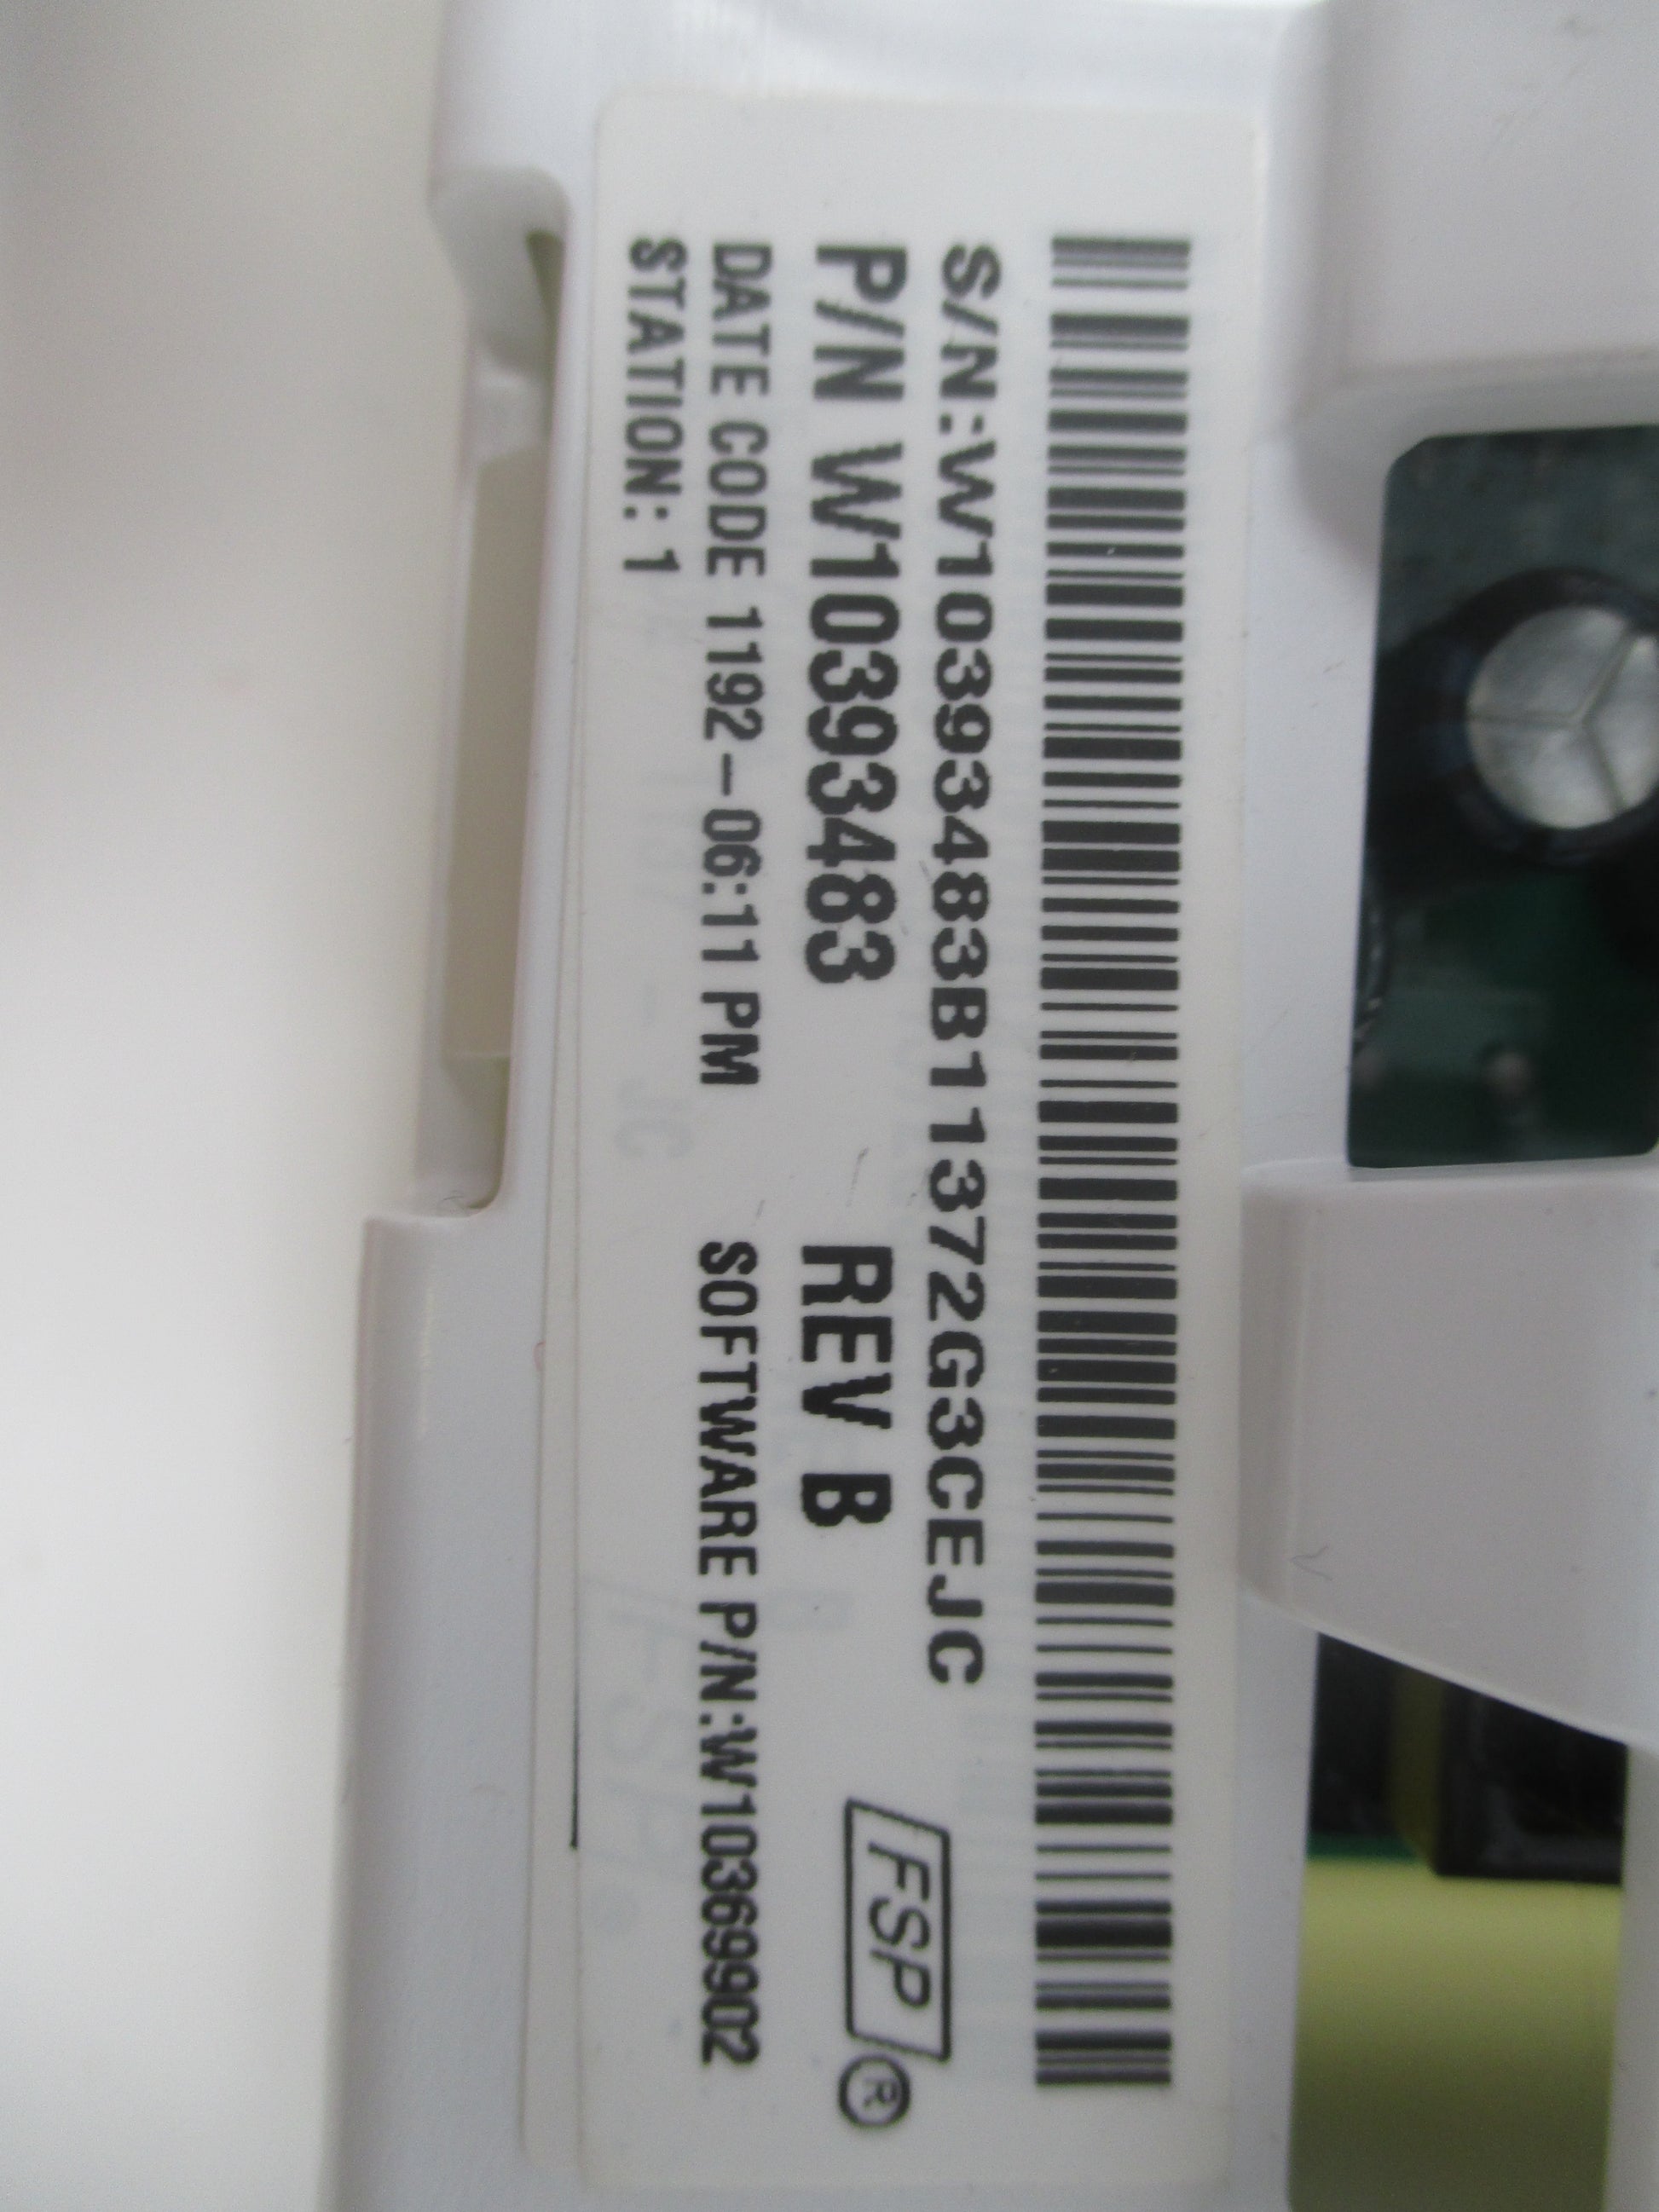 S/N:W10393483B11372G3CEJC
P/N W10393483 REV B
FSP®
DATE CODE 1192-06:11 PM SOFTWARE P/N:W10369902
STATION: 1